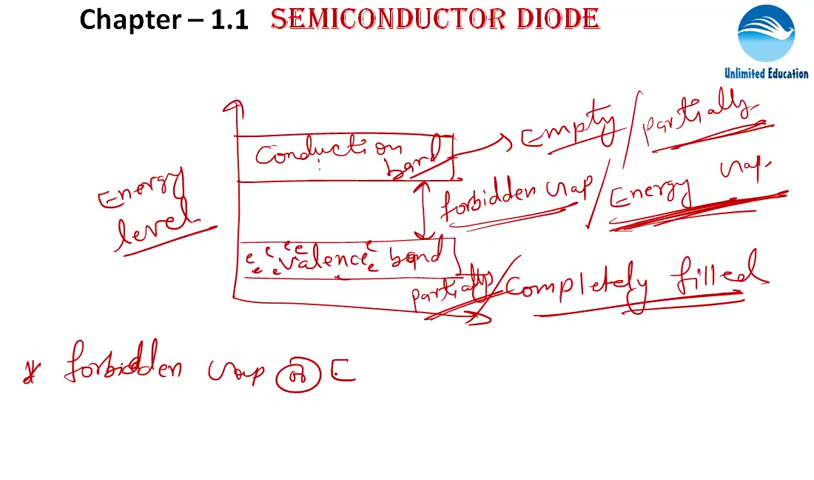 Chapter – 1.1 SEMICONDUCTOR DIODE
Unlimited Education
Energy level
Conduction band
Empty / partially
forbidden Gap / Energy Gap
valence band
partially / Completely filled
* forbidden Gap or E